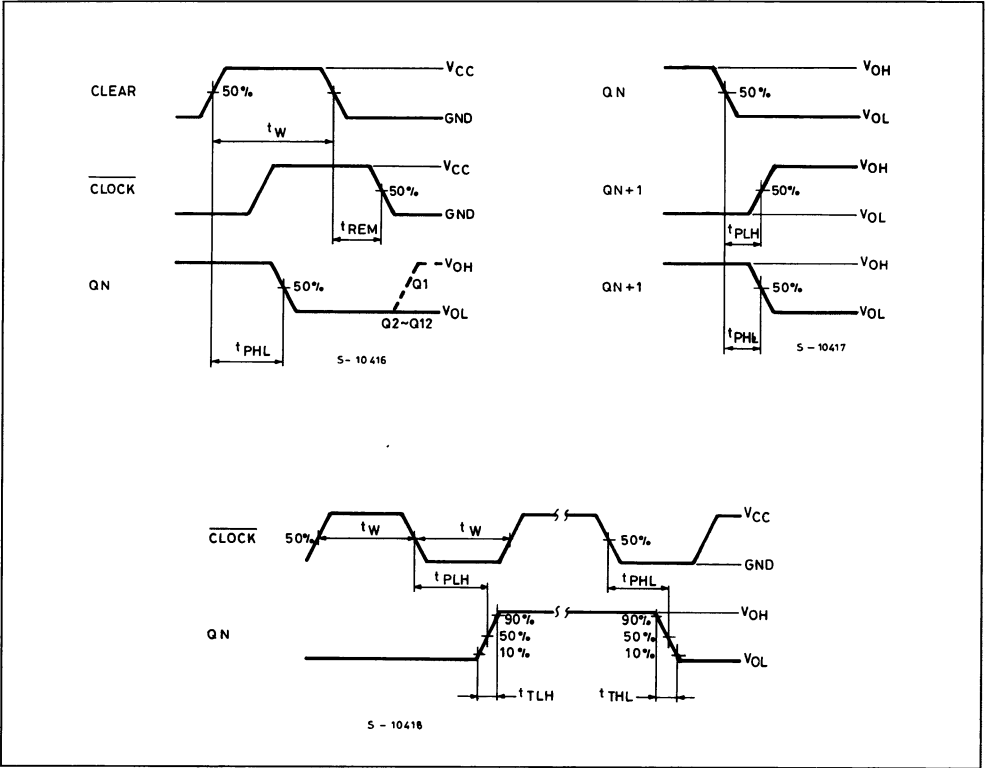 CLEAR
50%
VCC
GND
tW
CLOCK
VCC
50%
GND
tREM
QN
50%
VOH
Q1
VOL
Q2~Q12
tPHL
S-10416
QN
VOH
50%
VOL
QN+1
VOH
50%
VOL
tPLH
QN+1
VOH
50%
VOL
tPHL
S-10417
CLOCK
50%
tW
tW
50%
VCC
GND
tPLH
tPHL
QN
90%
50%
10%
90%
50%
10%
VOH
VOL
tTLH
tTHL
S-10418